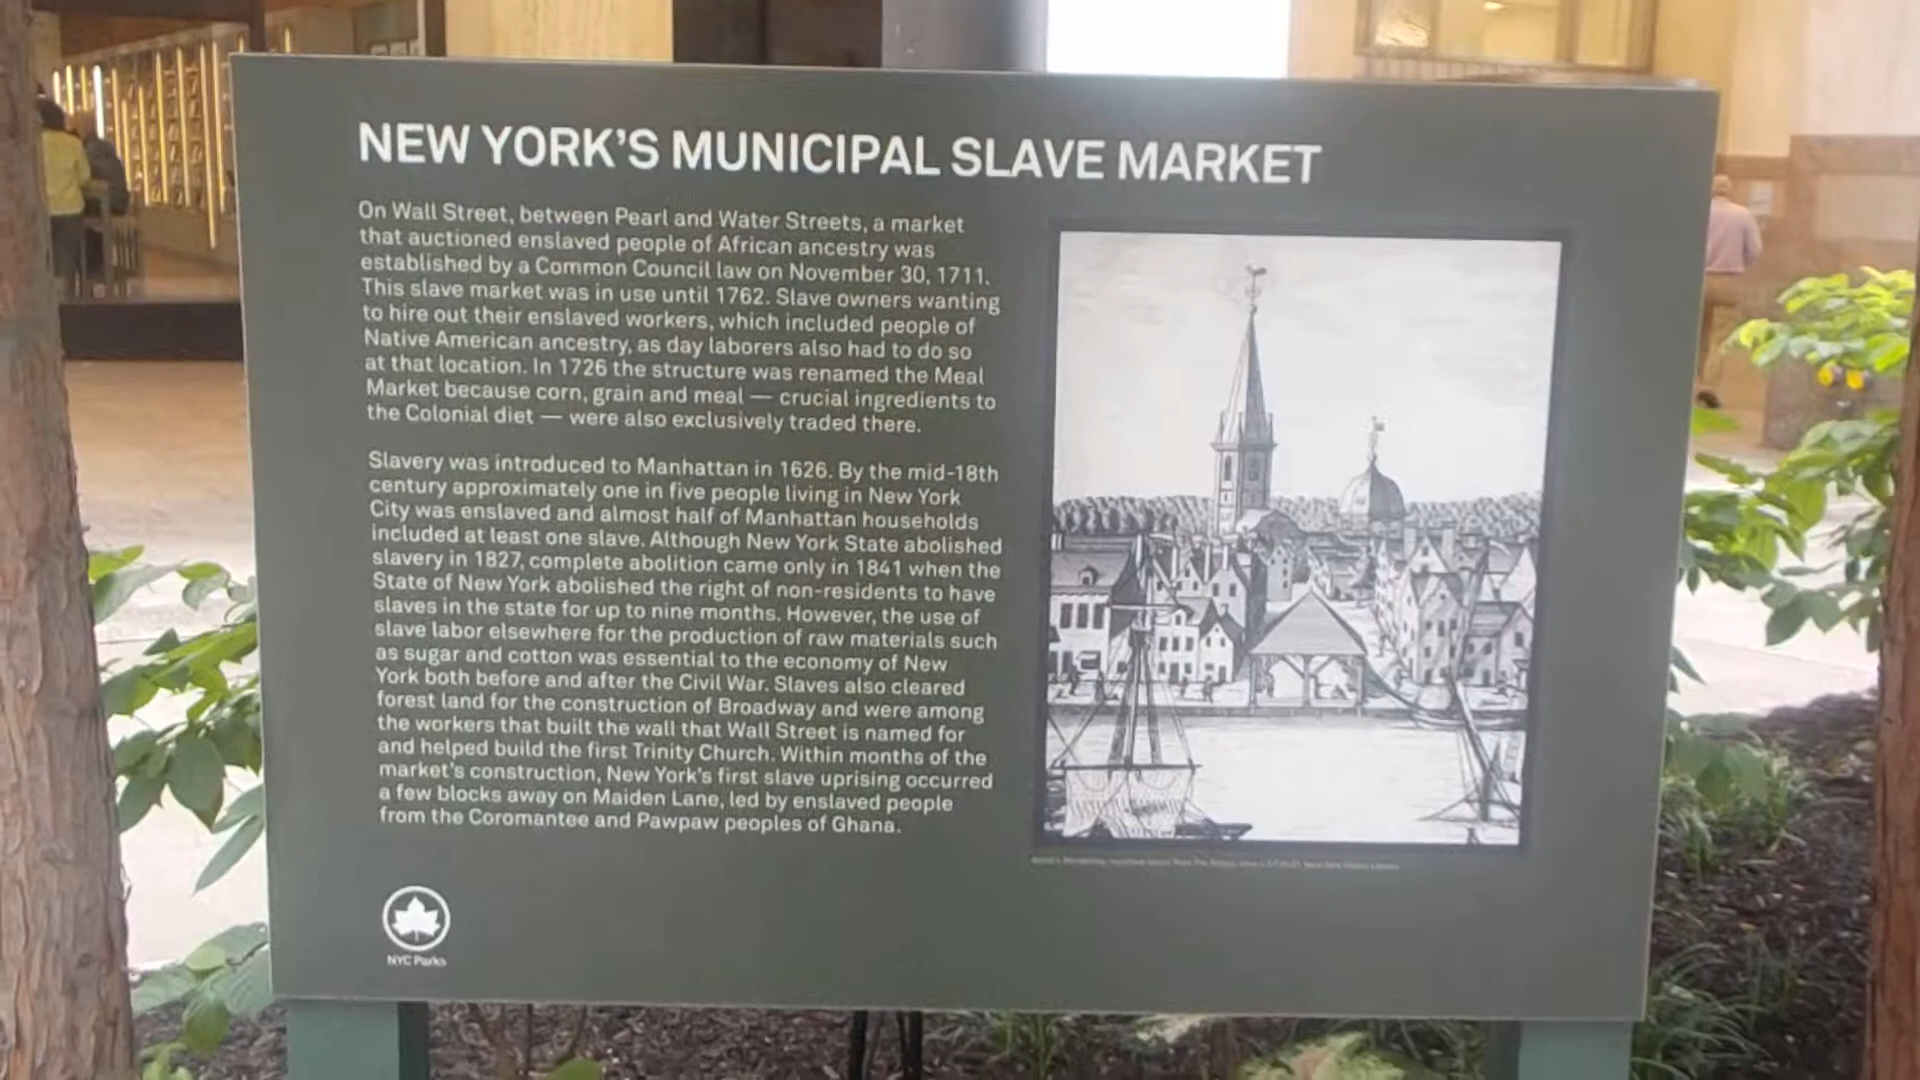 NEW YORK'S MUNICIPAL SLAVE MARKET
On Wall Street, between Pearl and Water Streets, a market
that auctioned enslaved people of African ancestry was
established by a Common Council law on November 30, 1711.
This slave market was in use until 1762. Slave owners wanting
to hire out their enslaved workers, which included people of
Native American ancestry, as day laborers also had to do so
at that location. In 1726 the structure was renamed the Meal
Market because corn, grain and meal — crucial ingredients to
the Colonial diet — were also exclusively traded there.
Slavery was introduced to Manhattan in 1626. By the mid-18th
century approximately one in five people living in New York
City was enslaved and almost half of Manhattan households
included at least one slave. Although New York State abolished
slavery in 1827, complete abolition came only in 1841 when the
State of New York abolished the right of non-residents to have
slaves in the state for up to nine months. However, the use of
slave labor elsewhere for the production of raw materials such
as sugar and cotton was essential to the economy of New
York both before and after the Civil War. Slaves also cleared
forest land for the construction of Broadway and were among
the workers that built the wall that Wall Street is named for
and helped build the first Trinity Church. Within months of the
market's construction, New York's first slave uprising occurred
a few blocks away on Maiden Lane, led by enslaved people
from the Coromantee and Pawpaw peoples of Ghana.
NYC Parks